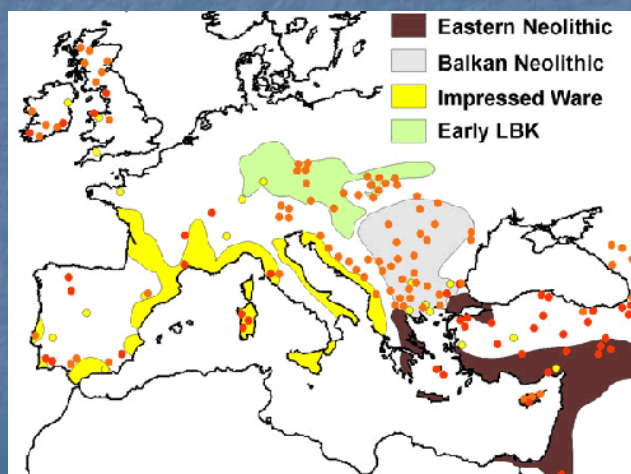 Eastern Neolithic
Balkan Neolithic
Impressed Ware
Early LBK